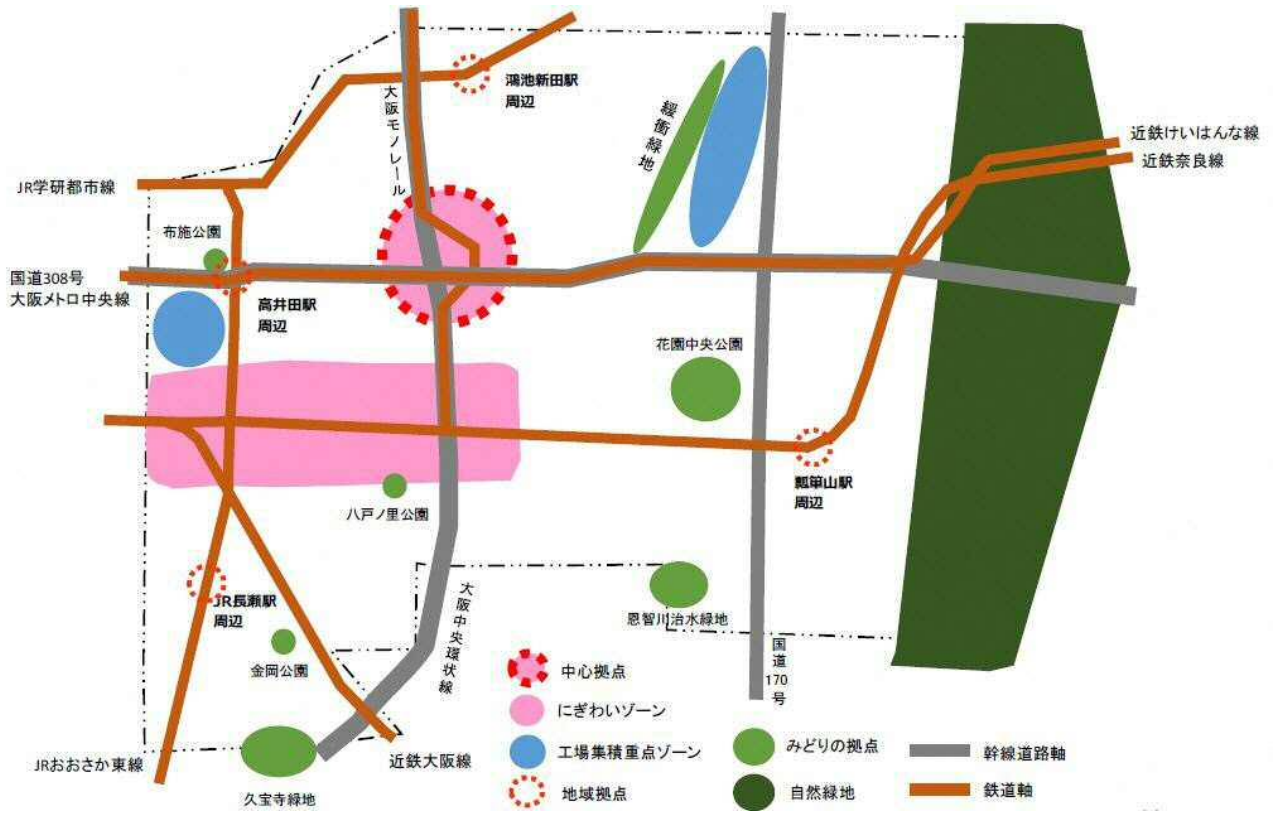 鴻池新田駅
周辺
大阪モノレール
緩衝緑地
近鉄けいはんな線
近鉄奈良線
JR学研都市線
布施公園
国道308号
大阪メトロ中央線
高井田駅
周辺
花園中央公園
瓢箪山駅
周辺
八戸ノ里公園
JR長瀬駅
周辺
大阪中央環状線
恩智川治水緑地
国道170号
金岡公園
中心拠点
にぎわいゾーン
工場集積重点ゾーン
地域拠点
みどりの拠点
自然緑地
幹線道路軸
鉄道軸
JRおおさか東線
近鉄大阪線
久宝寺緑地